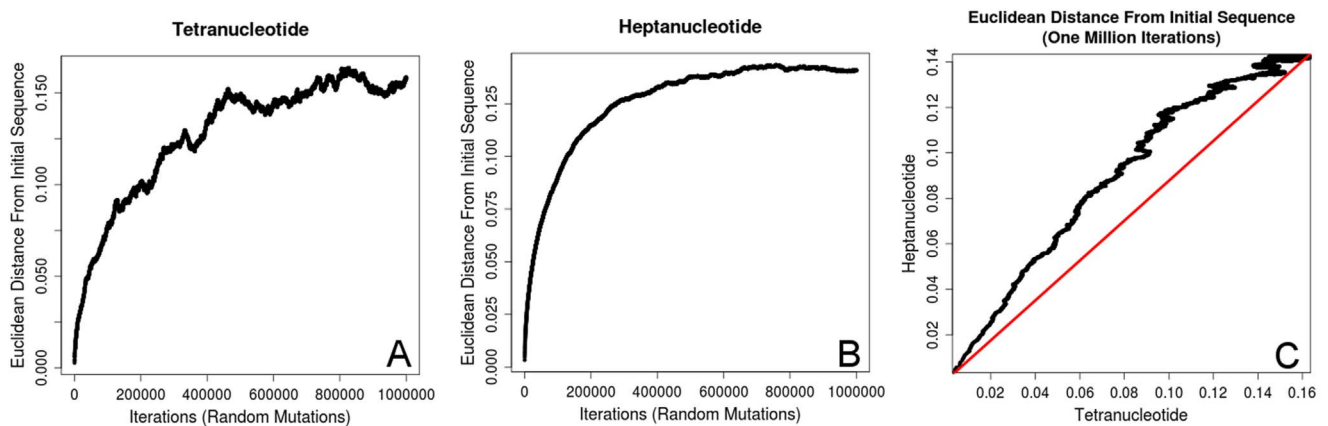 Tetranucleotide
Euclidean Distance From Initial Sequence
0.150
0.100
0.050
0.000
0 200000 400000 600000 800000 1000000
Iterations (Random Mutations)
A
Heptanucleotide
Euclidean Distance From Initial Sequence
0.125
0.100
0.075
0.050
0.025
0.000
0 200000 400000 600000 800000 1000000
Iterations (Random Mutations)
B
Euclidean Distance From Initial Sequence
(One Million Iterations)
Heptanucleotide
0.14
0.12
0.10
0.08
0.06
0.04
0.02
0.02 0.04 0.06 0.08 0.10 0.12 0.14 0.16
Tetranucleotide
C